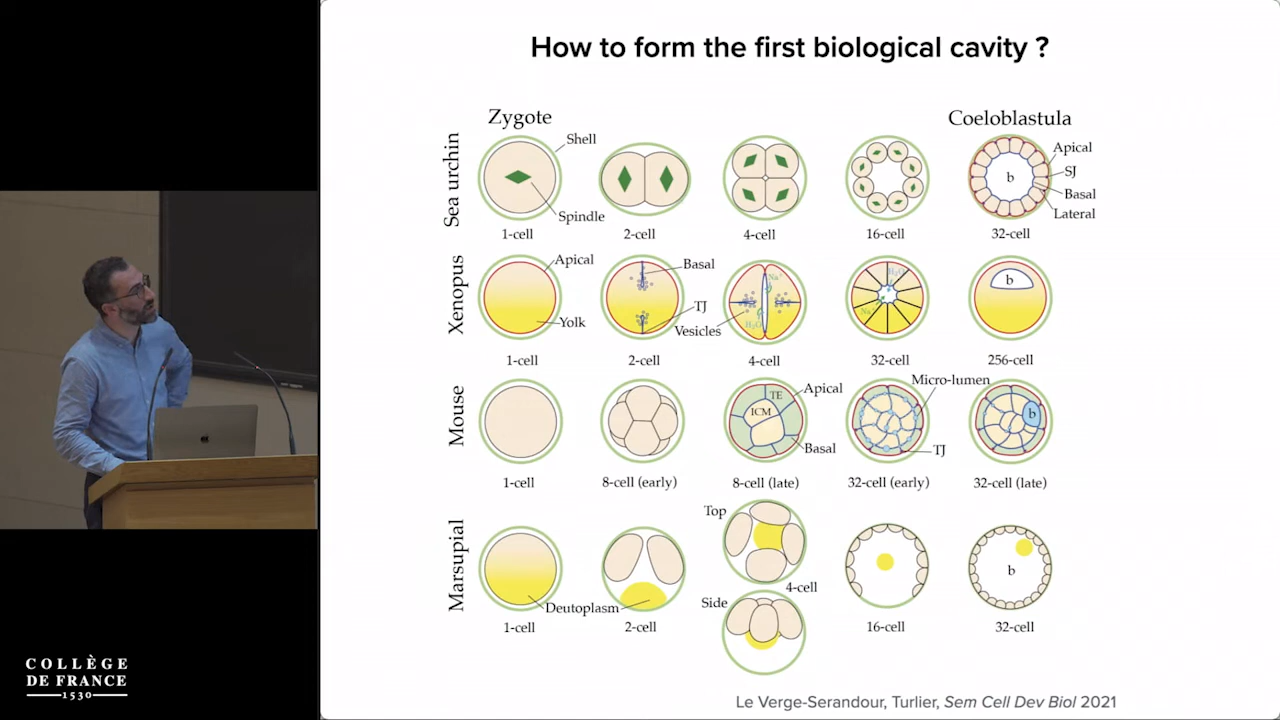 How to form the first biological cavity ?
Zygote
Coeloblastula
Sea urchin
Shell
Spindle
b
Apical
SJ
Basal
Lateral
1-cell
2-cell
4-cell
16-cell
32-cell
Xenopus
Apical
Yolk
Basal
TJ
Vesicles
Na+
H₂O
H₂O
Na+
b
1-cell
2-cell
4-cell
32-cell
256-cell
Mouse
TE
ICM
Apical
Basal
Micro-lumen
TJ
b
1-cell
8-cell (early)
8-cell (late)
32-cell (early)
32-cell (late)
Marsupial
Deutoplasm
Top
4-cell
Side
b
1-cell
2-cell
16-cell
32-cell
Le Verge-Serandour, Turlier, Sem Cell Dev Biol 2021
COLLÈGE
DE FRANCE
1530